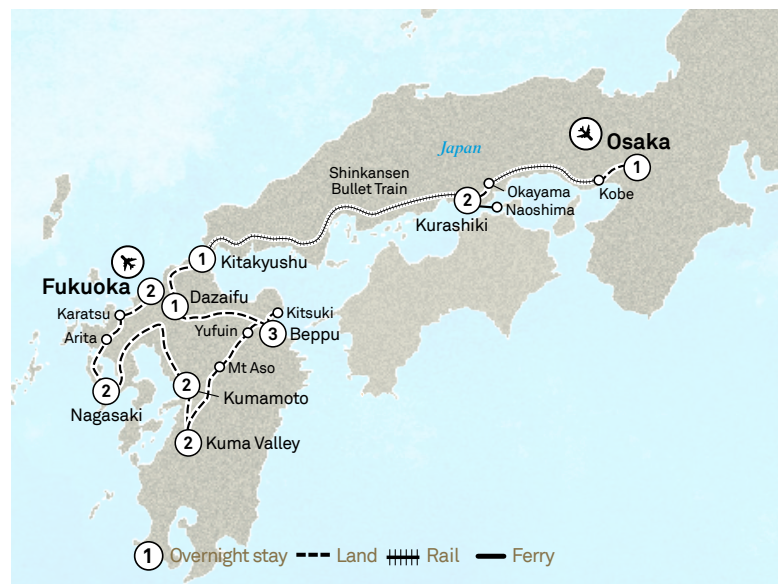 Osaka
1
Japan
Shinkansen
Bullet Train
Okayama
Kobe
2
Naoshima
Kurashiki
1
Kitakyushu
Fukuoka
2
Dazaifu
1
Kitsuki
Karatsu
Yufuin
3
Beppu
Arita
Mt Aso
2
Nagasaki
2
Kumamoto
2
Kuma Valley
1 Overnight stay Land Rail Ferry